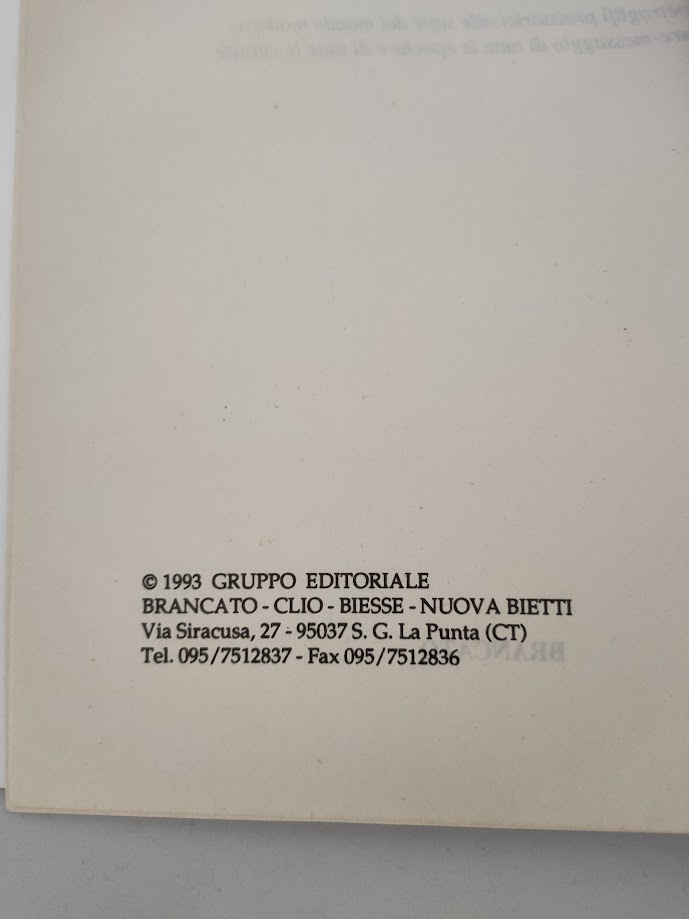 © 1993 GRUPPO EDITORIALE
BRANCATO - CLIO - BIESSE - NUOVA BIETTI
Via Siracusa, 27 - 95037 S. G. La Punta (CT)
Tel. 095/7512837 - Fax 095/7512836